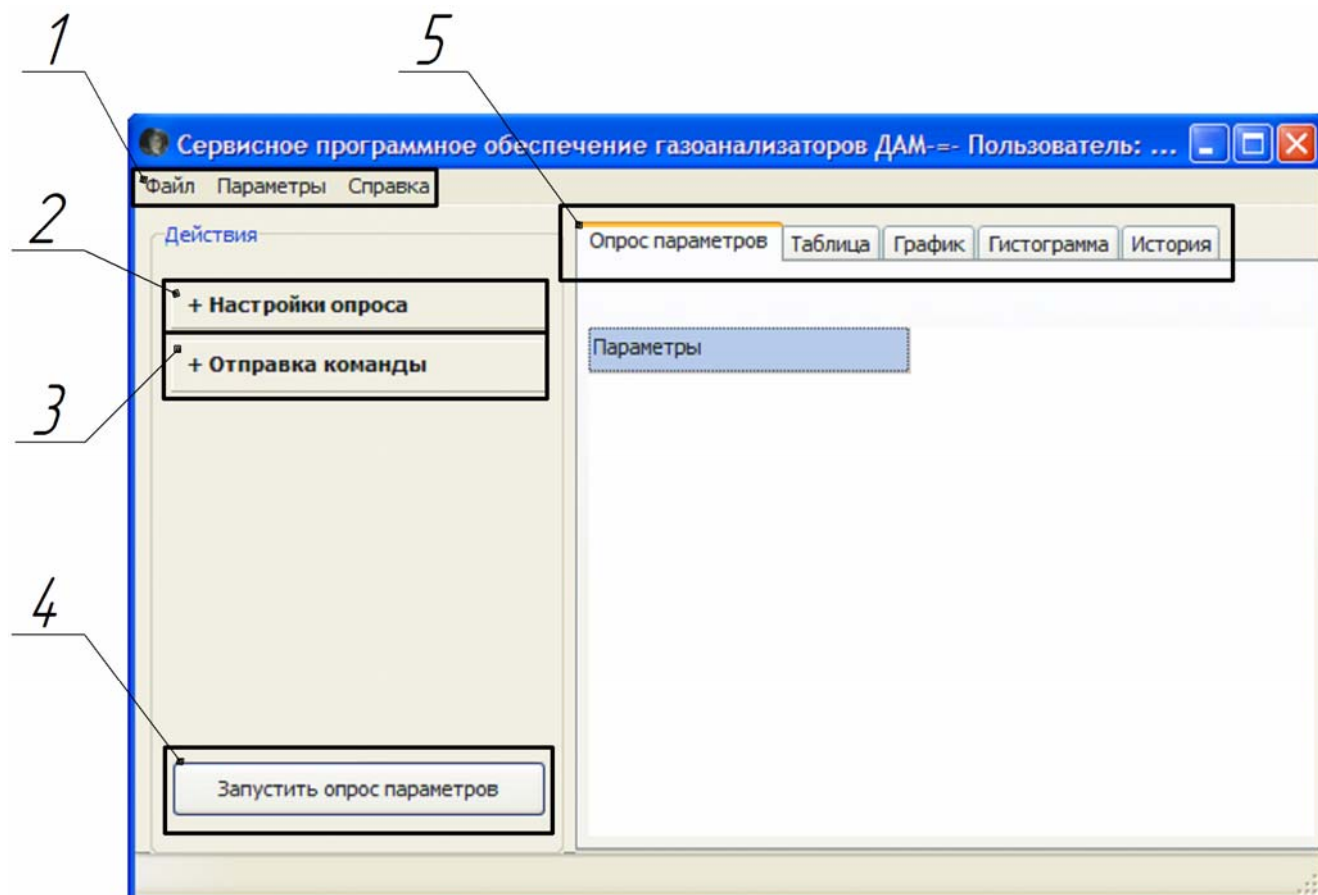 1
5
Сервисное программное обеспечение газоанализаторов ДАМ-=- Пользователь: ...
Файл Параметры Справка
2
Действия
Опрос параметров Таблица График Гистограмма История
+ Настройки опроса
Параметры
+ Отправка команды
3
4
Запустить опрос параметров